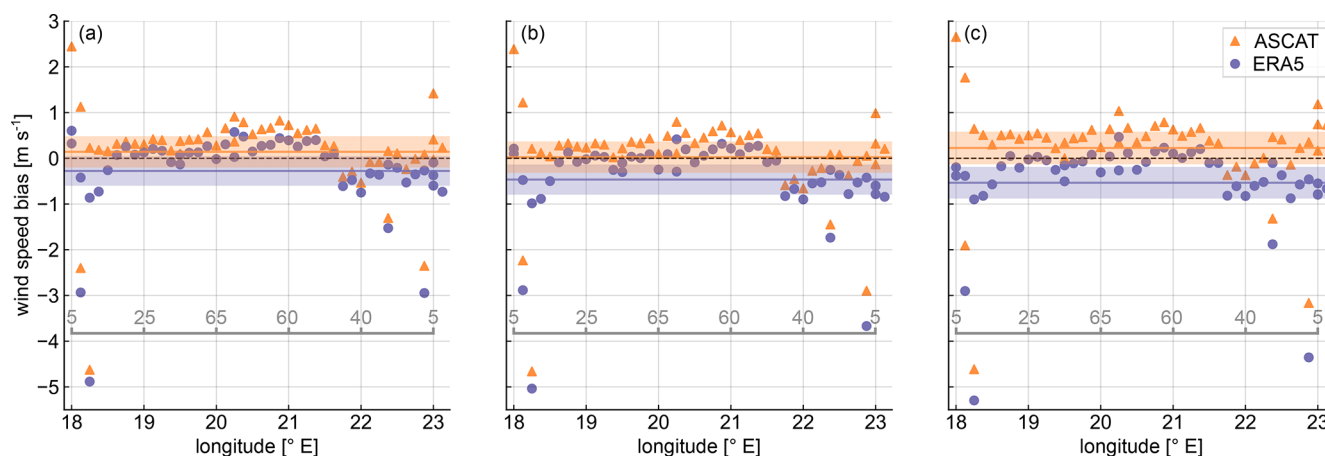 (a)
(b)
(c)
ASCAT
ERA5
wind speed bias [m s⁻¹]
3
2
1
0
−1
−2
−3
−4
−5
5 25 65 60 40 5
5 25 65 60 40 5
5 25 65 60 40 5
18 19 20 21 22 23
18 19 20 21 22 23
18 19 20 21 22 23
longitude [° E]
longitude [° E]
longitude [° E]